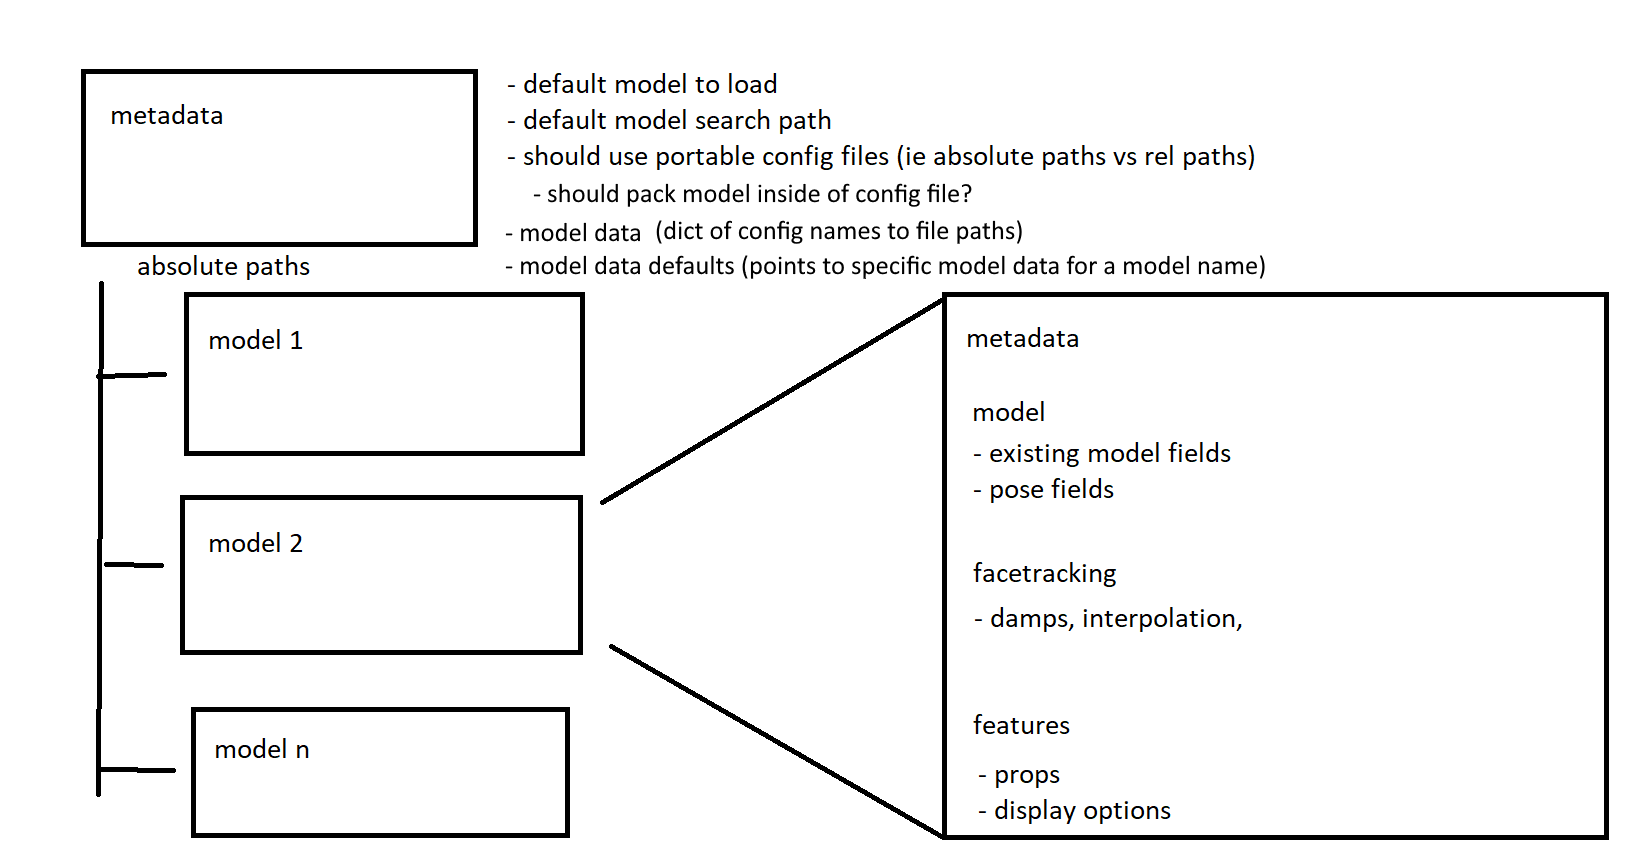 metadata
- default model to load
- default model search path
- should use portable config files (ie absolute paths vs rel paths)
- should pack model inside of config file?
- model data (dict of config names to file paths)
- model data defaults (points to specific model data for a model name)
absolute paths
model 1
model 2
model n
metadata
model
- existing model fields
- pose fields
facetracking
- damps, interpolation,
features
- props
- display options